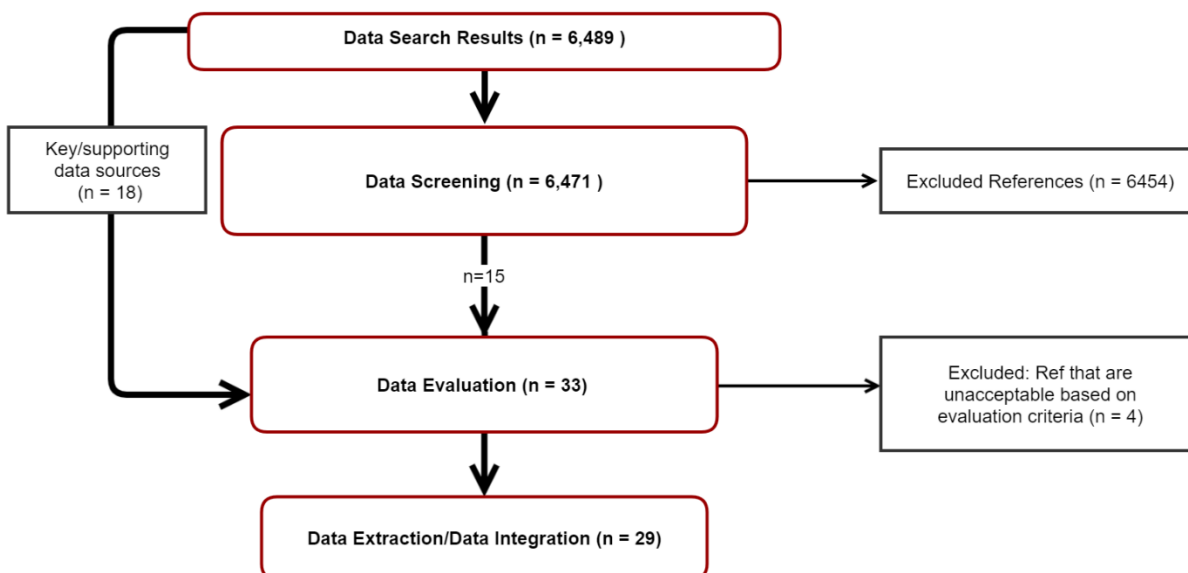 Data Search Results (n = 6,489 )
Key/supporting
data sources
(n = 18)
Data Screening (n = 6,471 )
Excluded References (n = 6454)
n=15
Data Evaluation (n = 33)
Excluded: Ref that are
unacceptable based on
evaluation criteria (n = 4)
Data Extraction/Data Integration (n = 29)